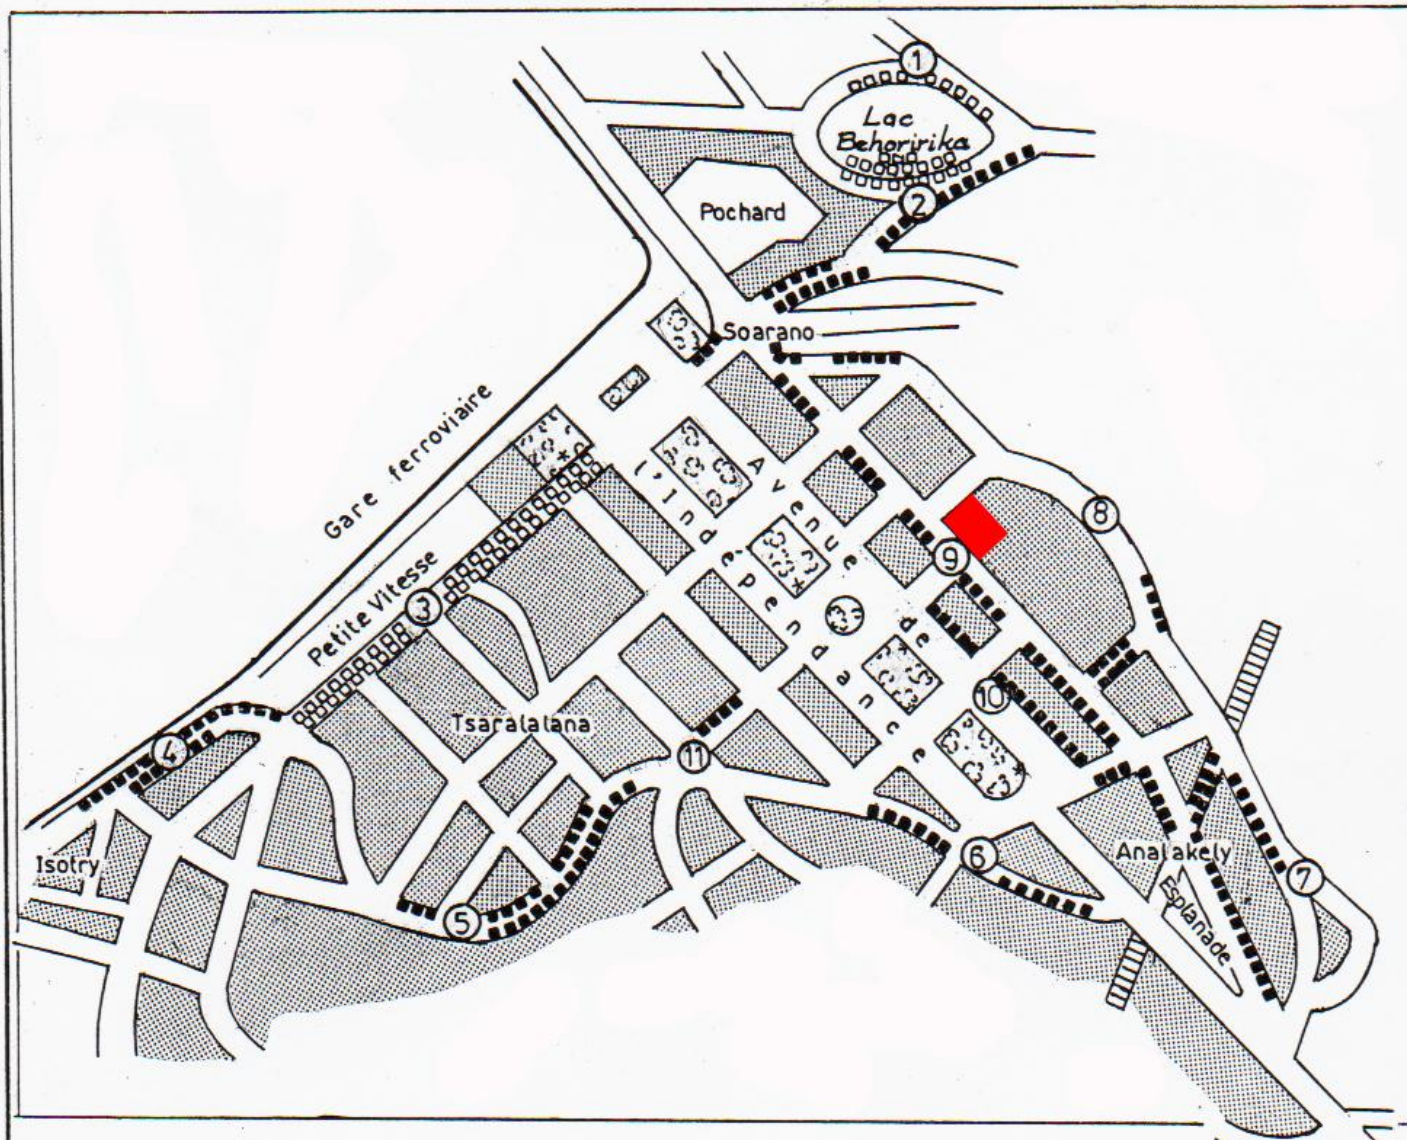 1
Lac
Behoririka
2
Pochard
Soarano
Gare ferroviaire
Avenue de
l'Indépendance
8
9
Petite Vitesse
3
10
Tsaralalana
11
4
Isotry
5
6
Analakely
7
Esplanade